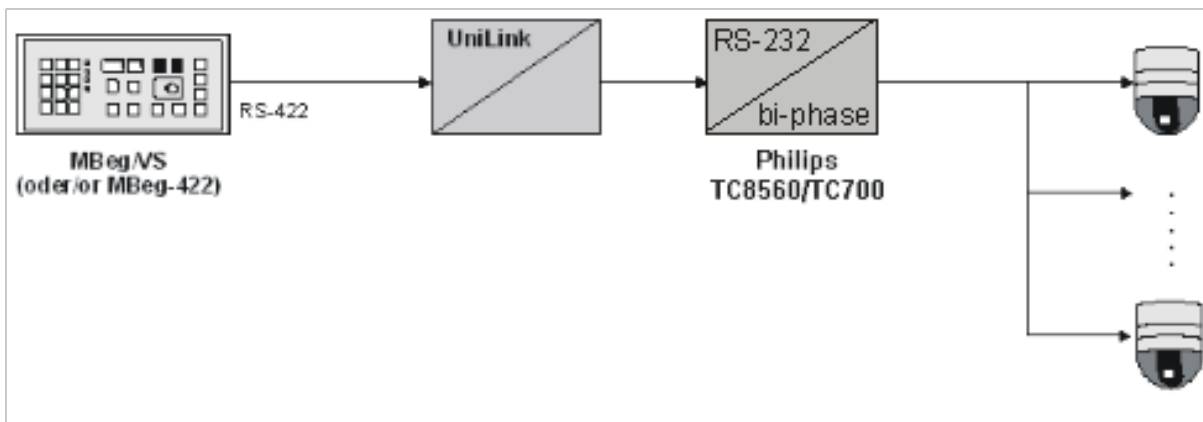 UniLink
RS-232
bi-phase
RS-422
MBeg/VS
(oder/or MBeg-422)
Philips
TC8560/TC700